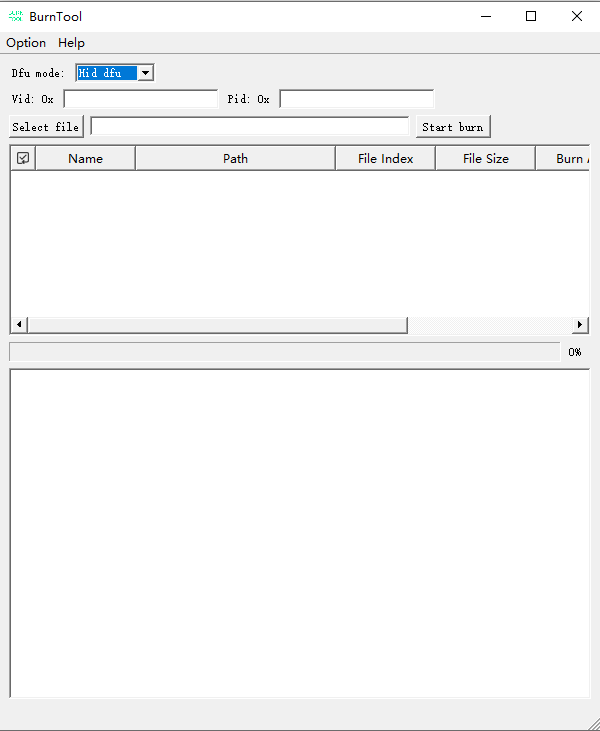 BurnTool
Option Help
Dfu mode: Hid dfu
Vid: 0x Pid: 0x
Select file Start burn
Name Path File Index File Size Burn A
0%